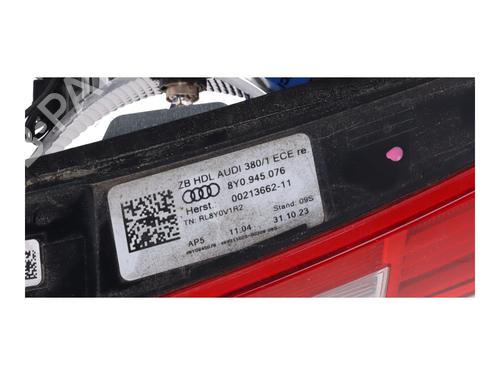 ZB HDL AUDI 380/1 ECE re.
8Y0.945.076
Herst. 00213662-11
TN: RL8Y0V1R2 Stand: 09S
AP5 11:04 31.10.23